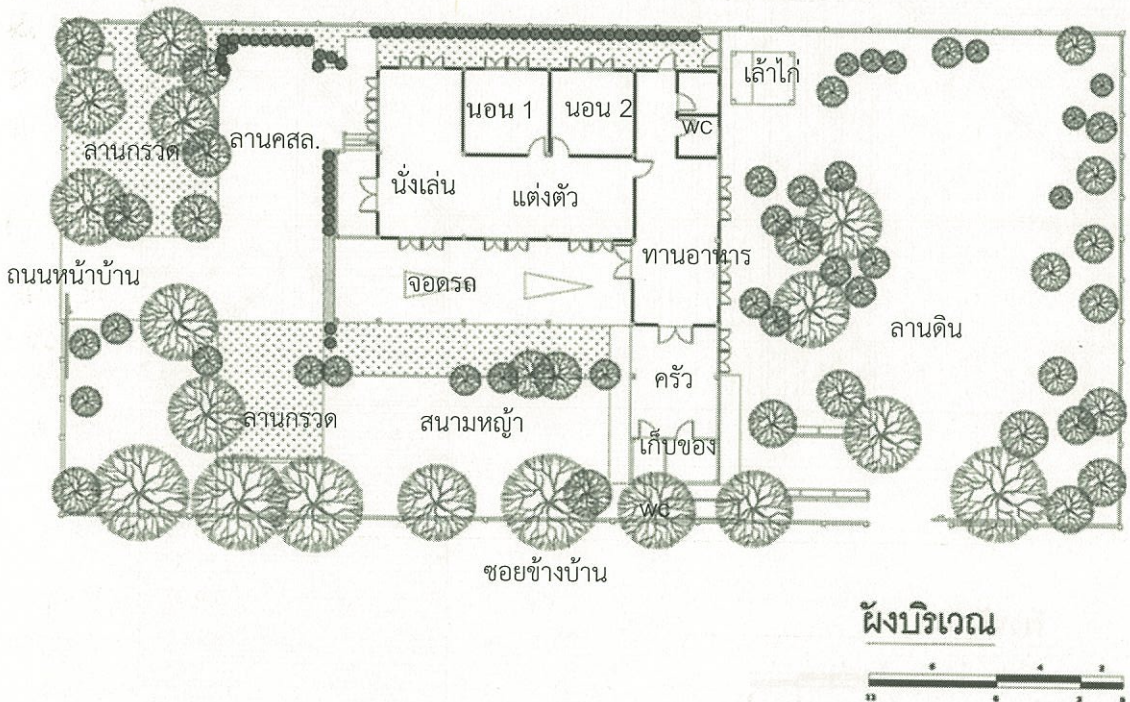 เล้าไก่
นอน 1
นอน 2
WC
ลานคสล.
ลานกรวด
นั่งเล่น
แต่งตัว
ทานอาหาร
ถนนหน้าบ้าน
จอดรถ
ลานดิน
ครัว
ลานกรวด
สนามหญ้า
เก็บของ
WC
ซอยข้างบ้าน
ผังบริเวณ